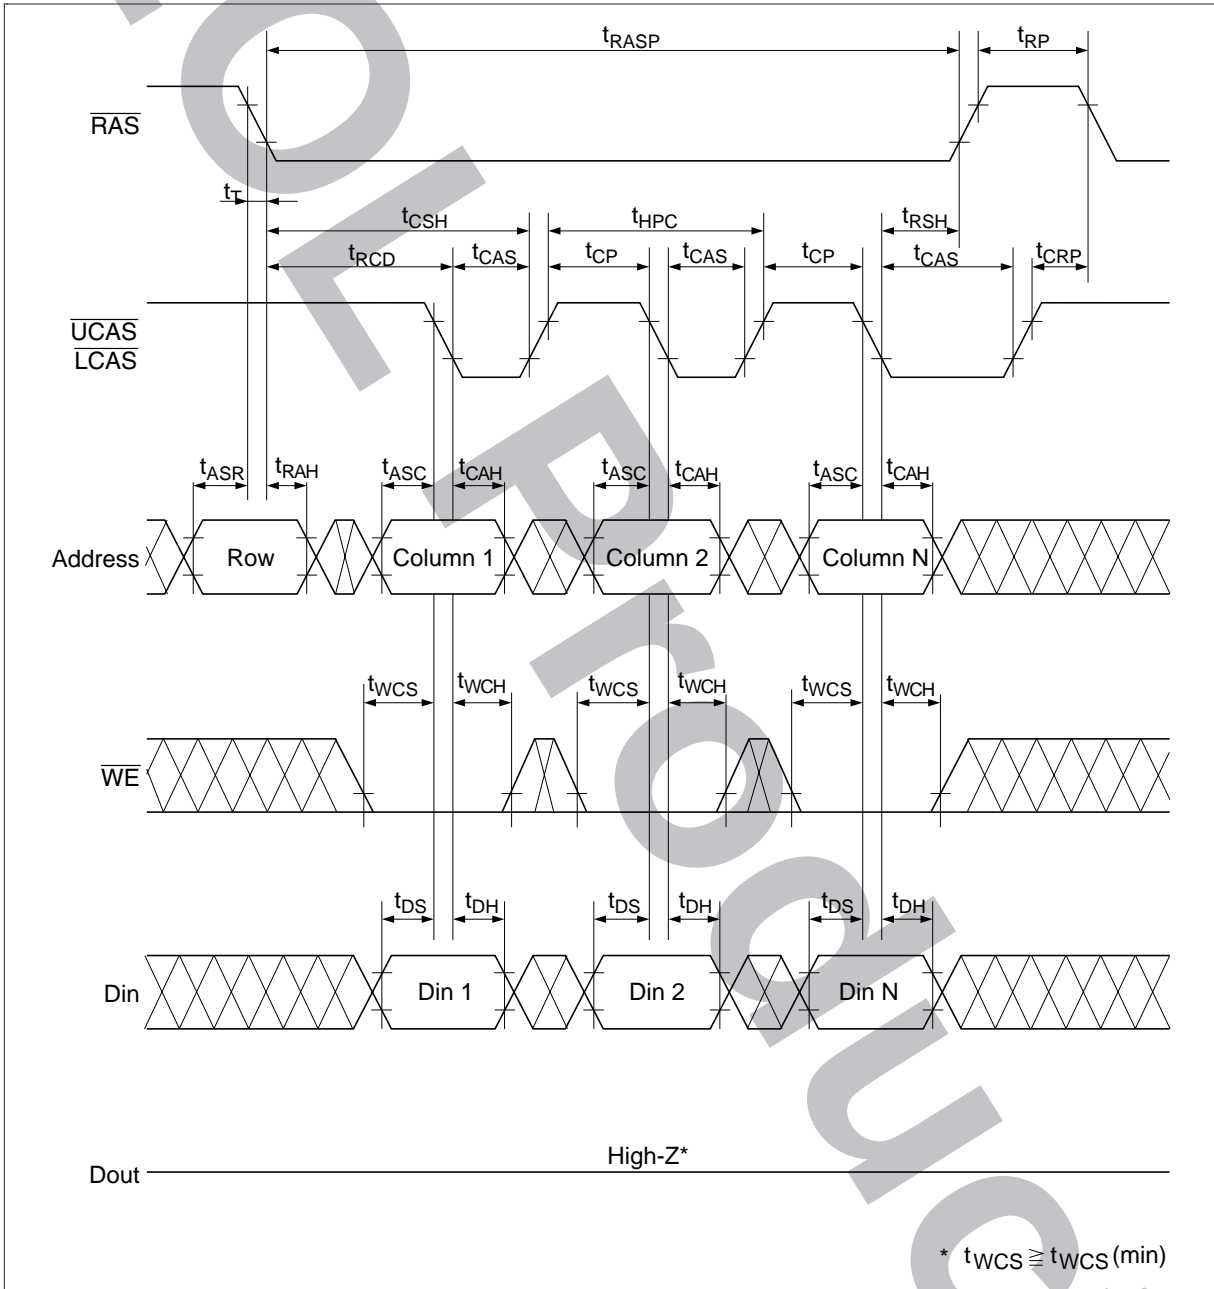 tRASP tRP
RAS
tT
tCSH tHPC tRSH
tRCD tCAS tCP tCAS tCP tCAS tCRP
UCAS
LCAS
tASR tRAH tASC tCAH tASC tCAH tASC tCAH
Address Row Column 1 Column 2 Column N
tWCS tWCH tWCS tWCH tWCS tWCH
WE
tDS tDH tDS tDH tDS tDH
Din Din 1 Din 2 Din N
High-Z*
Dout
* tWCS ≧ tWCS (min)
OL Produc